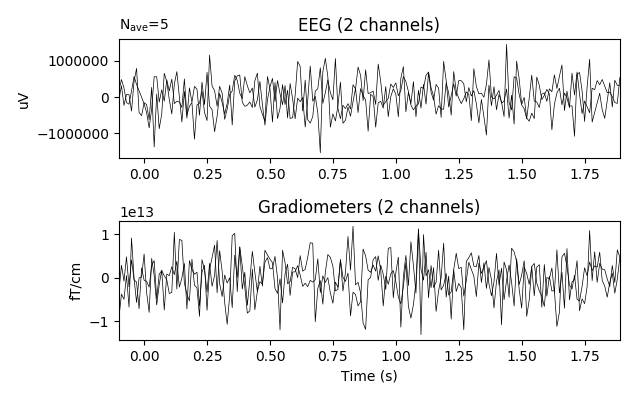 N_ave=5
EEG (2 channels)
1000000
0
−1000000
uV
0.00 0.25 0.50 0.75 1.00 1.25 1.50 1.75
1e13
Gradiometers (2 channels)
1
0
−1
fT/cm
0.00 0.25 0.50 0.75 1.00 1.25 1.50 1.75
Time (s)